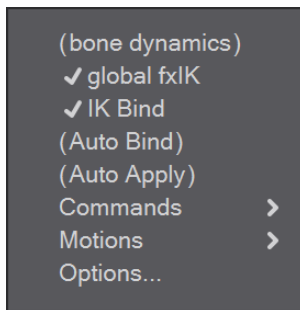 (bone dynamics)
global fxIK
IK Bind
(Auto Bind)
(Auto Apply)
Commands
Motions
Options...